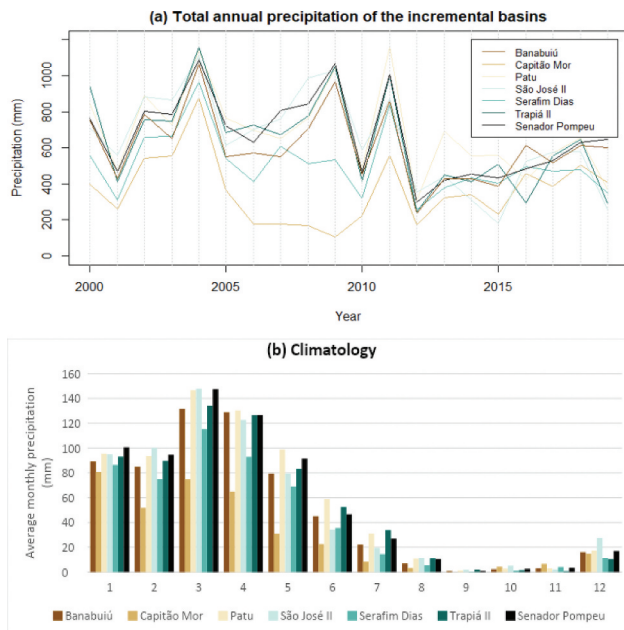 (a) Total annual precipitation of the incremental basins
Precipitation (mm)
0
200
400
600
800
1000
2000
2005
2010
2015
Year
Banabuiú
Capitão Mor
Patu
São José II
Serafim Dias
Trapiá II
Senador Pompeu
(b) Climatology
Average monthly precipitation
(mm)
160
140
120
100
80
60
40
20
0
1 2 3 4 5 6 7 8 9 10 11 12
Banabuiú Capitão Mor Patu São José II Serafim Dias Trapiá II Senador Pompeu